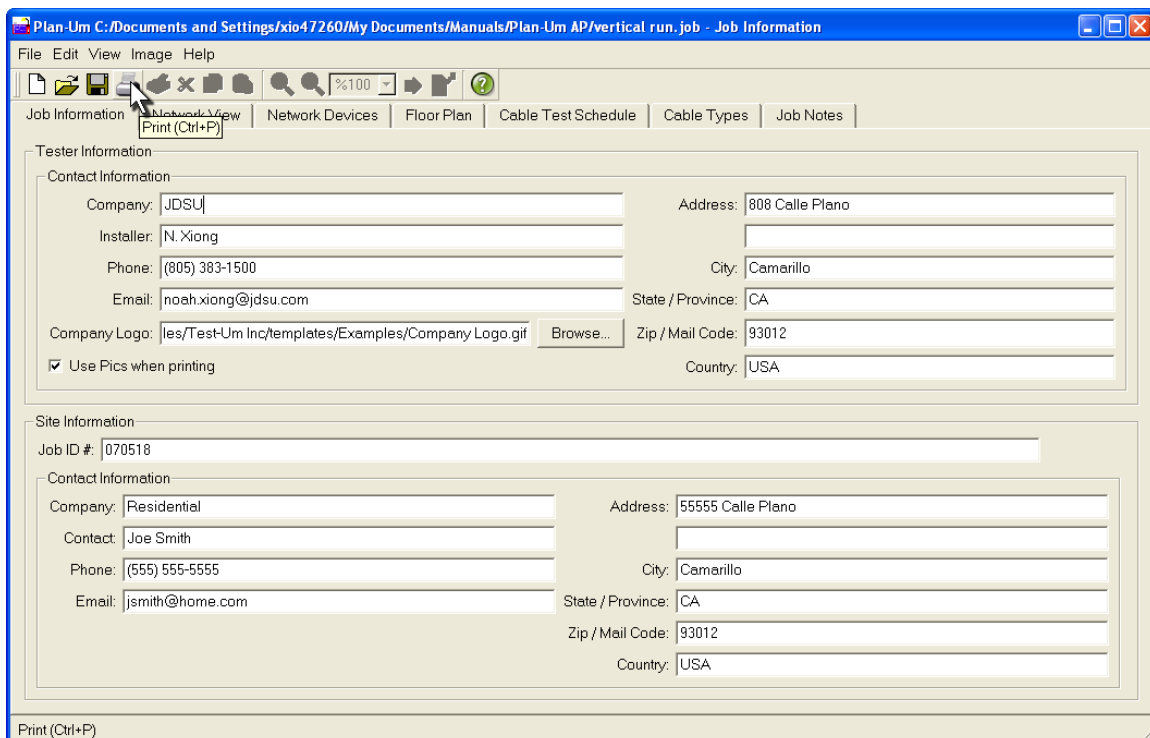 Plan-Um C:/Documents and Settings/xio47260/My Documents/Manuals/Plan-Um AP/vertical run.job - Job Information
File Edit View Image Help
%100
Job Information Network View Network Devices Floor Plan Cable Test Schedule Cable Types Job Notes
Print (Ctrl+P)
Tester Information
Contact Information
Company: JDSU Address: 808 Calle Plano
Installer: N. Xiong
Phone: (805) 383-1500 City: Camarillo
Email: noah.xiong@jdsu.com State / Province: CA
Company Logo: les/Test-Um Inc/templates/Examples/Company Logo.gif Browse... Zip / Mail Code: 93012
Use Pics when printing Country: USA
Site Information
Job ID #: 070518
Contact Information
Company: Residential Address: 55555 Calle Plano
Contact: Joe Smith
Phone: (555) 555-5555 City: Camarillo
Email: jsmith@home.com State / Province: CA
Zip / Mail Code: 93012
Country: USA
Print (Ctrl+P)